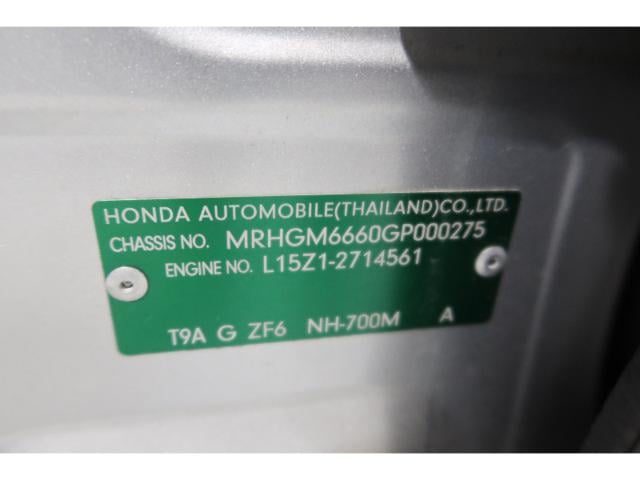 HONDA AUTOMOBILE(THAILAND)CO.,LTD.
CHASSIS NO. MRHGM6660GP000275
ENGINE NO. L15Z1-2714561
T9A G ZF6 NH-700M A